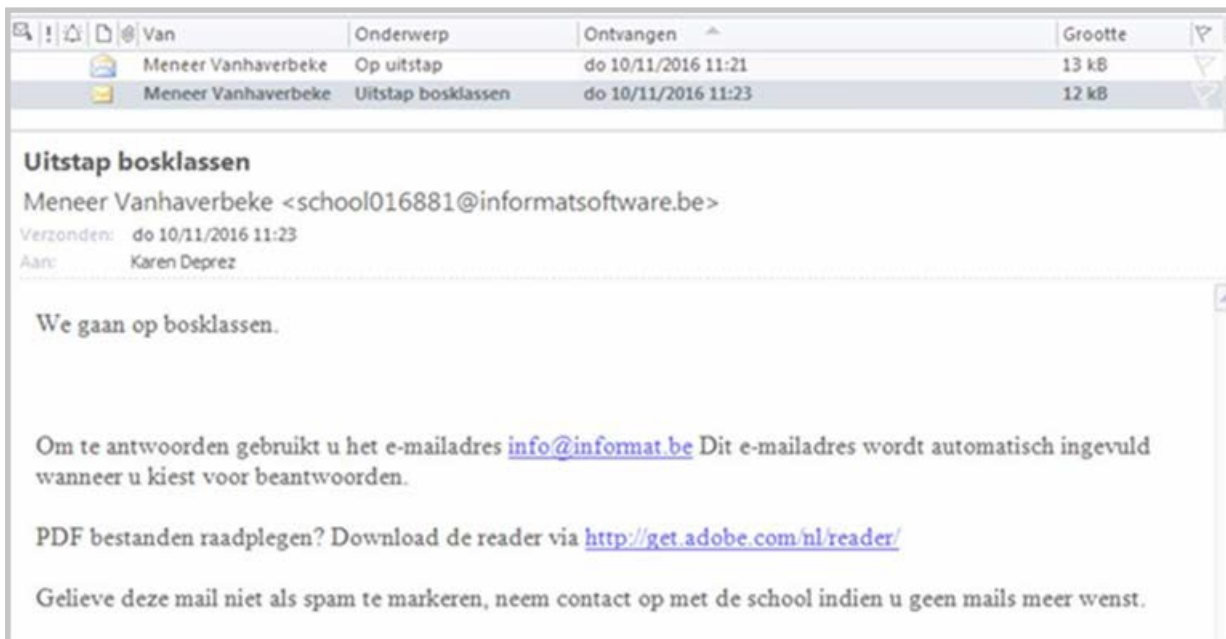 ! Van Onderwerp Ontvangen Grootte
Meneer Vanhaverbeke Op uitstap do 10/11/2016 11:21 13 kB
Meneer Vanhaverbeke Uitstap bosklassen do 10/11/2016 11:23 12 kB
Uitstap bosklassen
Meneer Vanhaverbeke <school016881@informatsoftware.be>
Verzonden: do 10/11/2016 11:23
Aan: Karen Deprez
We gaan op bosklassen.
Om te antwoorden gebruikt u het e-mailadres info@informat.be Dit e-mailadres wordt automatisch ingevuld
wanneer u kiest voor beantwoorden.
PDF bestanden raadplegen? Download de reader via http://get.adobe.com/nl/reader/
Gelieve deze mail niet als spam te markeren, neem contact op met de school indien u geen mails meer wenst.